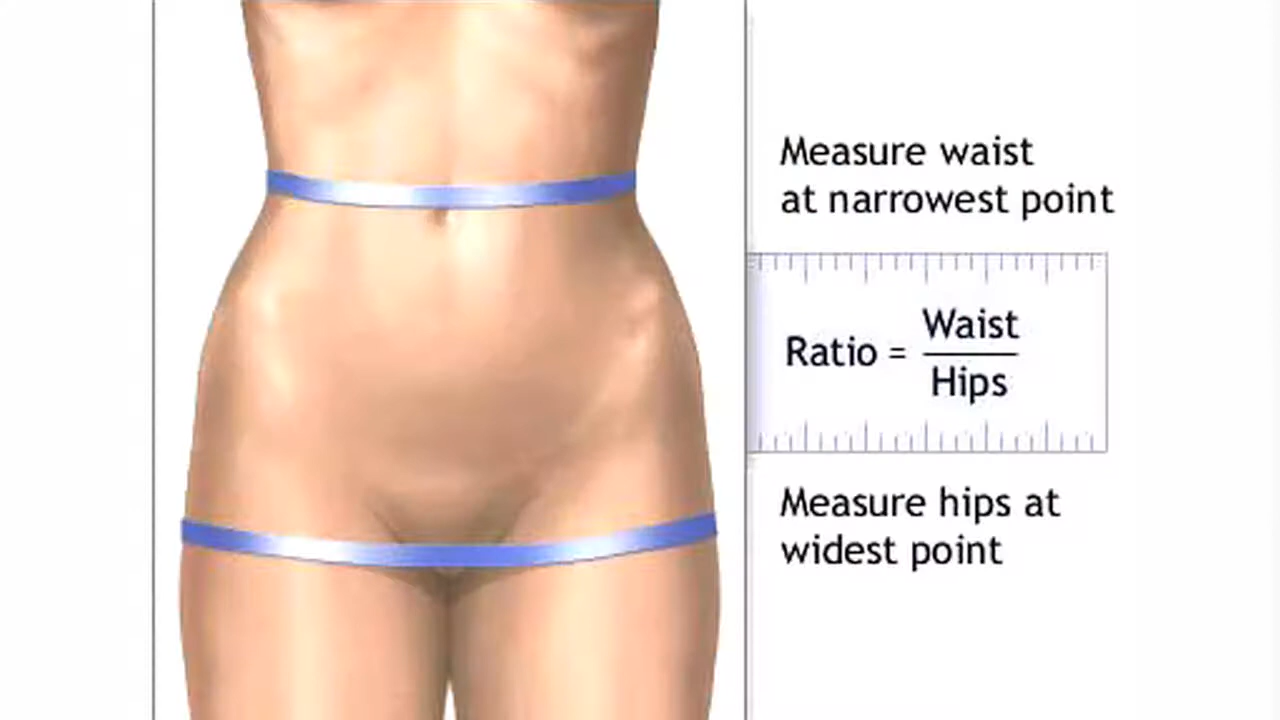 Measure waist
at narrowest point
Ratio = Waist
Hips
Measure hips at
widest point